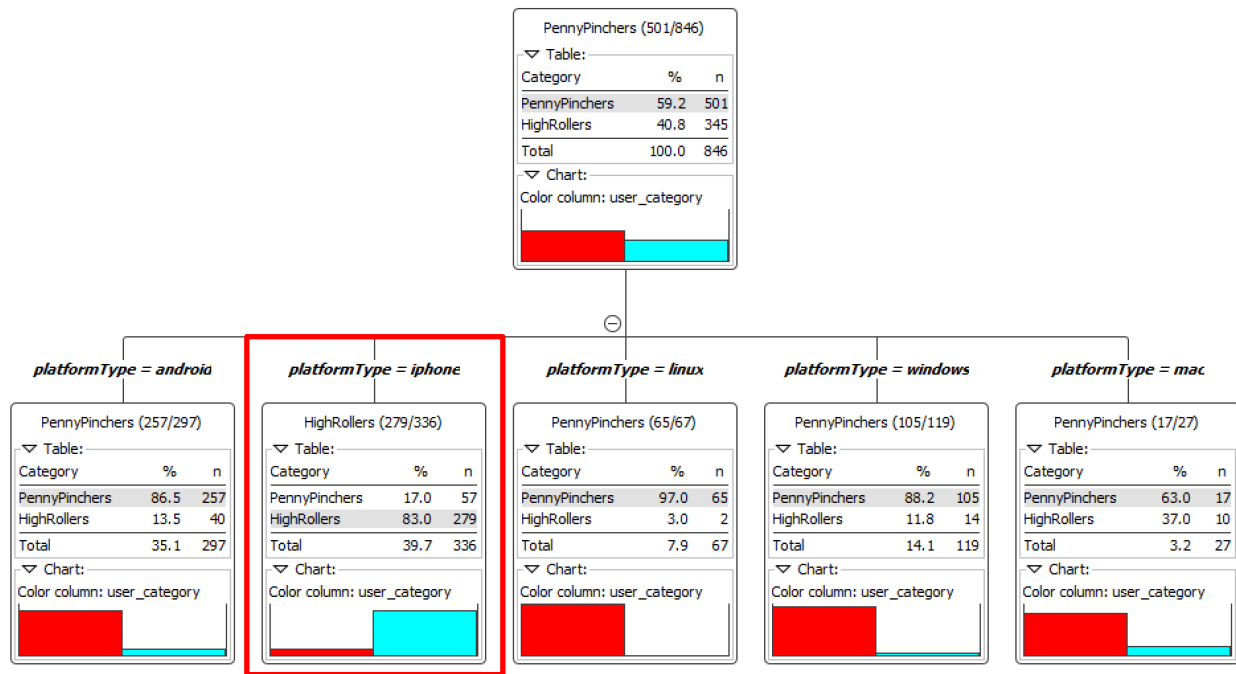 PennyPinchers (501/846)
Table:
Category % n
PennyPinchers 59.2 501
HighRollers 40.8 345
Total 100.0 846
Chart:
Color column: user_category
platformType = android
PennyPinchers (257/297)
Table:
Category % n
PennyPinchers 86.5 257
HighRollers 13.5 40
Total 35.1 297
Chart:
Color column: user_category
platformType = iphone
HighRollers (279/336)
Table:
Category % n
PennyPinchers 17.0 57
HighRollers 83.0 279
Total 39.7 336
Chart:
Color column: user_category
platformType = linux
PennyPinchers (65/67)
Table:
Category % n
PennyPinchers 97.0 65
HighRollers 3.0 2
Total 7.9 67
Chart:
Color column: user_category
platformType = windows
PennyPinchers (105/119)
Table:
Category % n
PennyPinchers 88.2 105
HighRollers 11.8 14
Total 14.1 119
Chart:
Color column: user_category
platformType = mac
PennyPinchers (17/27)
Table:
Category % n
PennyPinchers 63.0 17
HighRollers 37.0 10
Total 3.2 27
Chart:
Color column: user_category